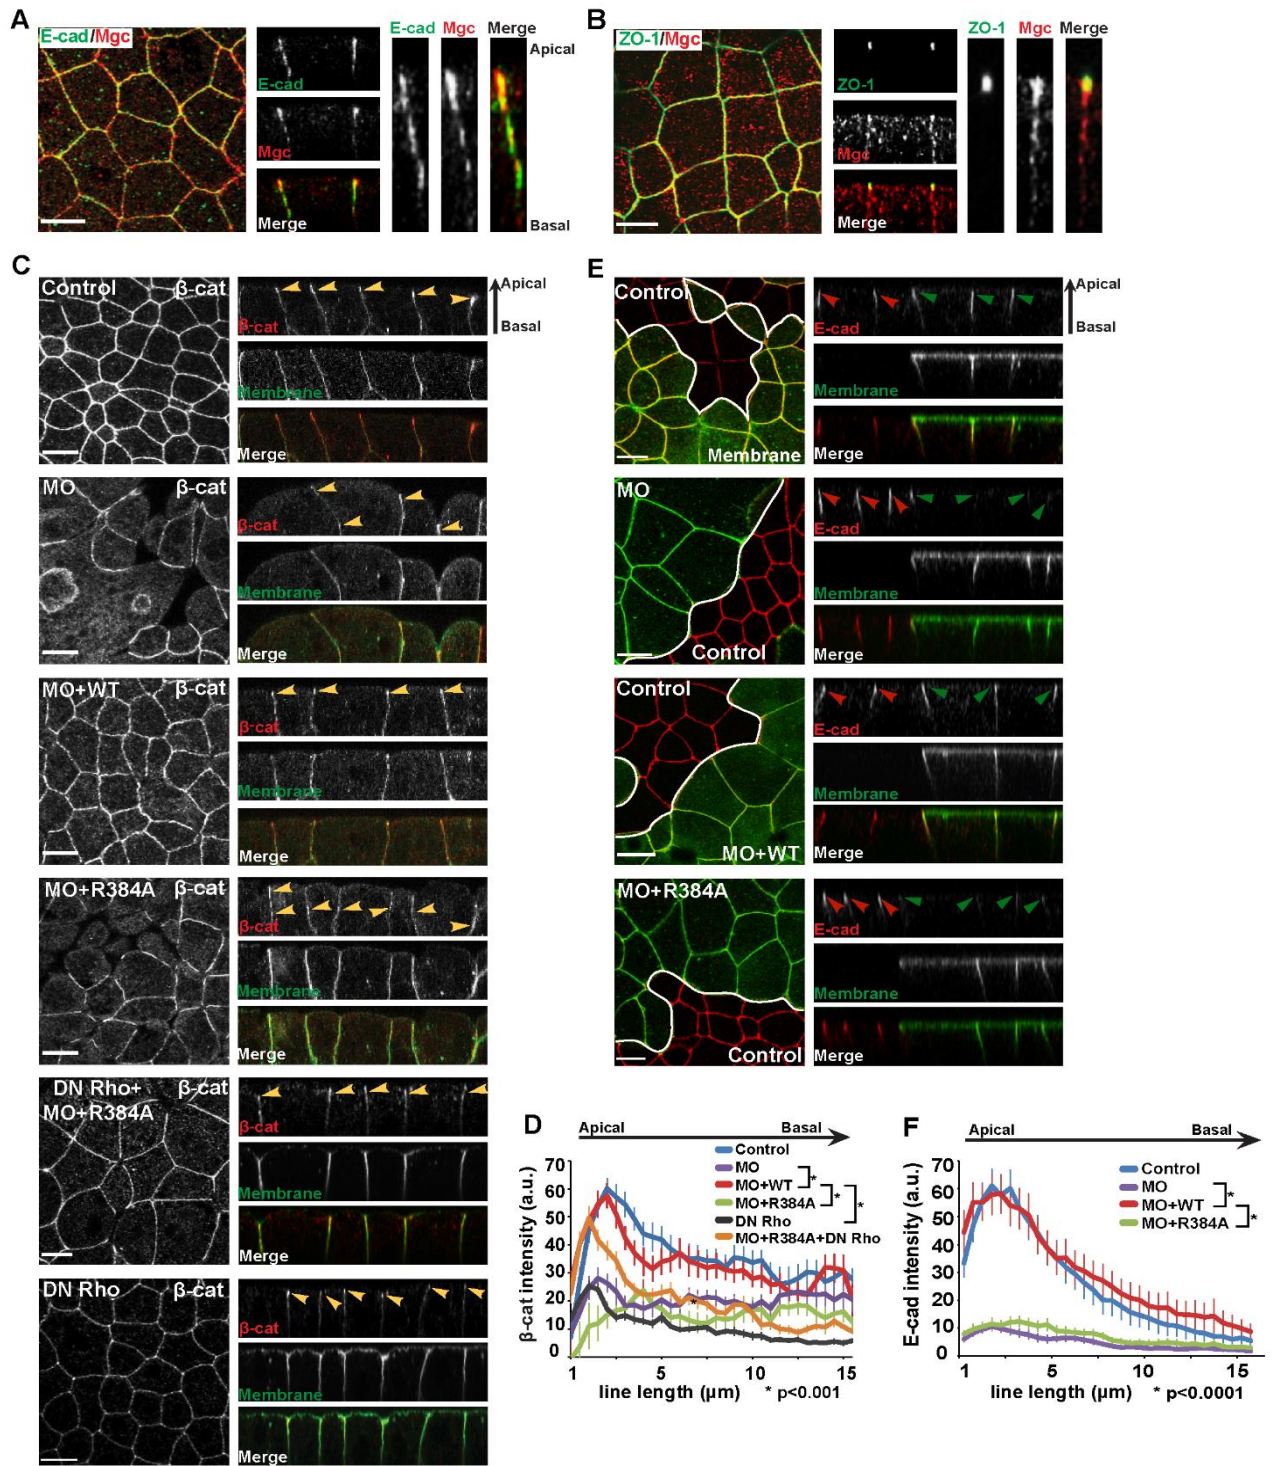 A
E-cad/Mgc
E-cad
Mgc
Merge
E-cad Mgc Merge
Apical
Basal
B
ZO-1/Mgc
ZO-1
Mgc
Merge
ZO-1 Mgc Merge
C
Control β-cat
β-cat
Membrane
Merge
Apical
Basal
MO β-cat
β-cat
Membrane
Merge
MO+WT β-cat
β-cat
Membrane
Merge
MO+R384A β-cat
β-cat
Membrane
Merge
DN Rho+ β-cat
MO+R384A
β-cat
Membrane
Merge
DN Rho β-cat
β-cat
Membrane
Merge
E
Control
Membrane
E-cad
Membrane
Merge
Apical
Basal
MO
Control
E-cad
Membrane
Merge
Control
MO+WT
E-cad
Membrane
Merge
MO+R384A
Control
E-cad
Membrane
Merge
D
Apical Basal
Control
MO
MO+WT
MO+R384A
DN Rho
MO+R384A+DN Rho
*
*
*
*
β-cat intensity (a.u.)
70
60
50
40
30
20
10
0
1 5 10 15
line length (µm) * p<0.001
F
Apical Basal
Control
MO
MO+WT
MO+R384A
*
*
E-cad intensity (a.u.)
70
60
50
40
30
20
10
0
1 5 10 15
line length (µm) * p<0.0001